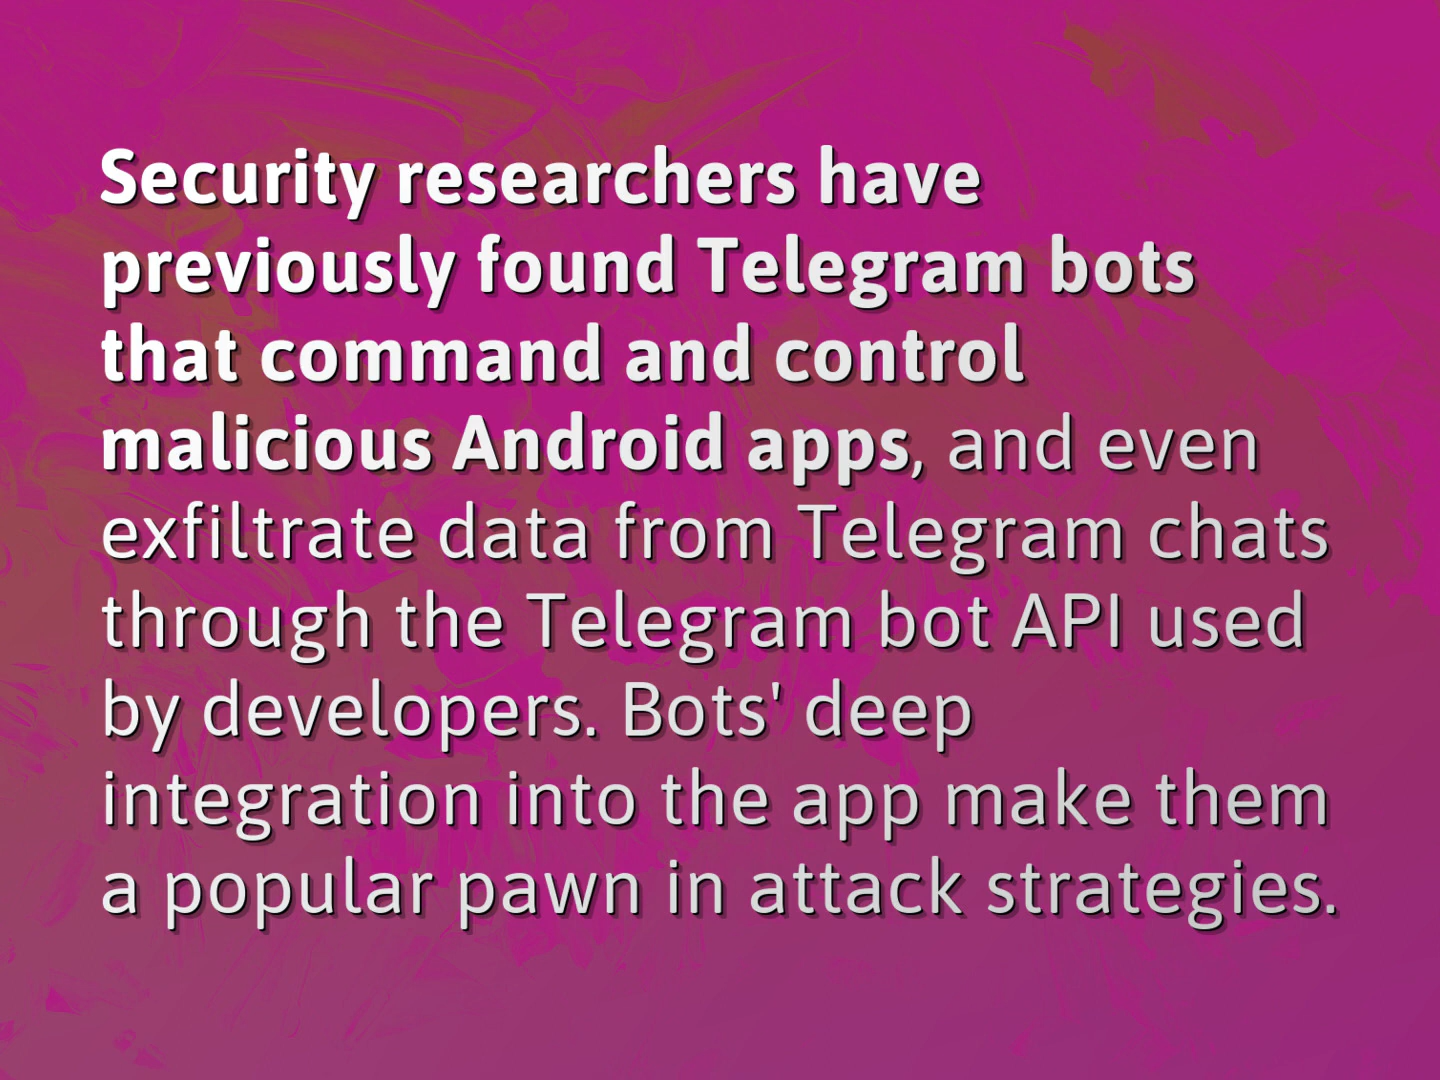 Security researchers have
previously found Telegram bots
that command and control
malicious Android apps, and even
exfiltrate data from Telegram chats
through the Telegram bot API used
by developers. Bots' deep
integration into the app make them
a popular pawn in attack strategies.